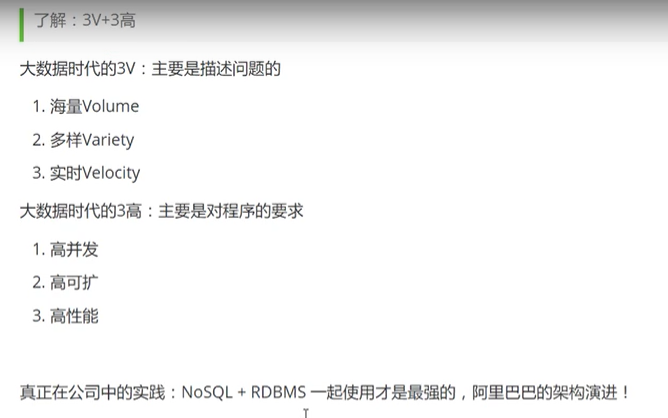 了解：3V+3高
大数据时代的3V：主要是描述问题的
1. 海量Volume
2. 多样Variety
3. 实时Velocity
大数据时代的3高：主要是对程序的要求
1. 高并发
2. 高可扩
3. 高性能
真正在公司中的实践：NoSQL + RDBMS 一起使用才是最强的，阿里巴巴的架构演进！